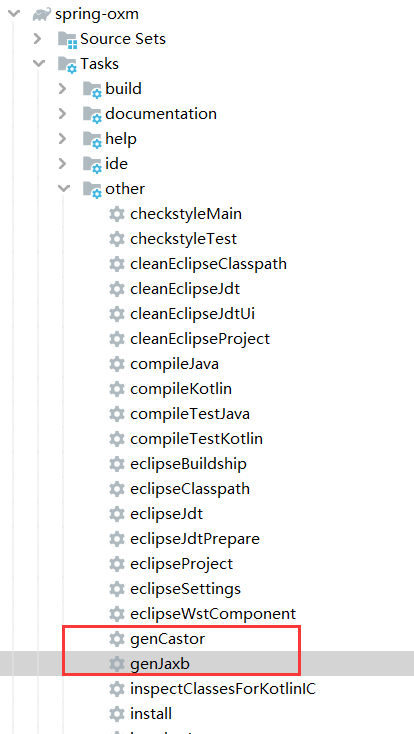 spring-oxm
Source Sets
Tasks
build
documentation
help
ide
other
checkstyleMain
checkstyleTest
cleanEclipseClasspath
cleanEclipseJdt
cleanEclipseJdtUi
cleanEclipseProject
compileJava
compileKotlin
compileTestJava
compileTestKotlin
eclipseBuildship
eclipseClasspath
eclipseJdt
eclipseJdtPrepare
eclipseProject
eclipseSettings
eclipseWstComponent
genCastor
genJaxb
inspectClassesForKotlinIC
install